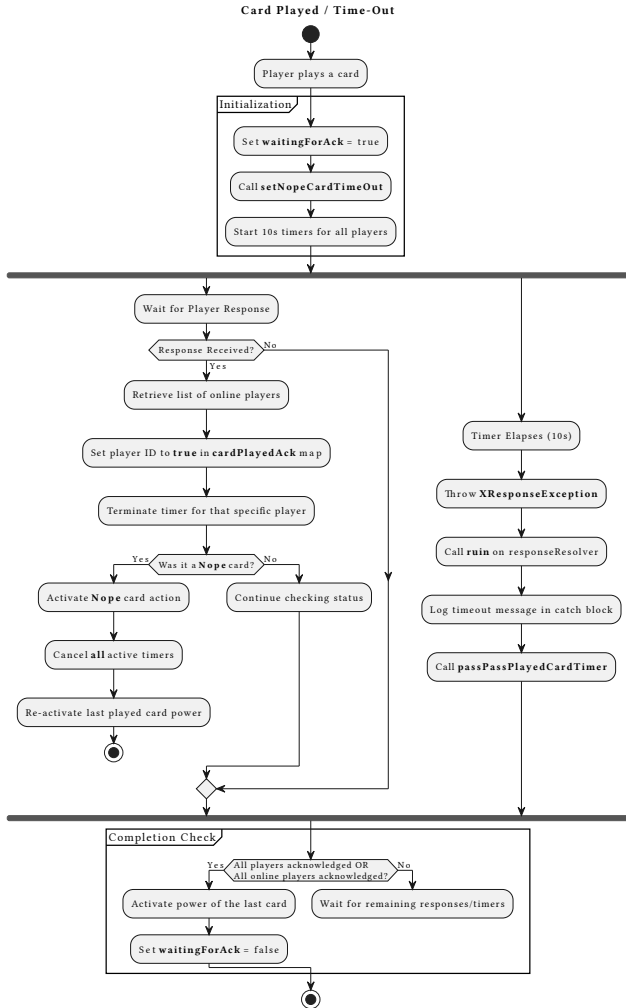 Card Played / Time-Out
Player plays a card
Initialization
Set waitingForAck = true
Call setNopeCardTimeOut
Start 10s timers for all players
Wait for Player Response
Response Received?
No
Yes
Retrieve list of online players
Set player ID to true in cardPlayedAck map
Terminate timer for that specific player
Yes
Was it a Nope card?
No
Activate Nope card action
Continue checking status
Cancel all active timers
Re-activate last played card power
Timer Elapses (10s)
Throw XResponseException
Call ruin on responseResolver
Log timeout message in catch block
Call passPassPlayedCardTimer
Completion Check
Yes
All players acknowledged OR
All online players acknowledged?
No
Activate power of the last card
Wait for remaining responses/timers
Set waitingForAck = false